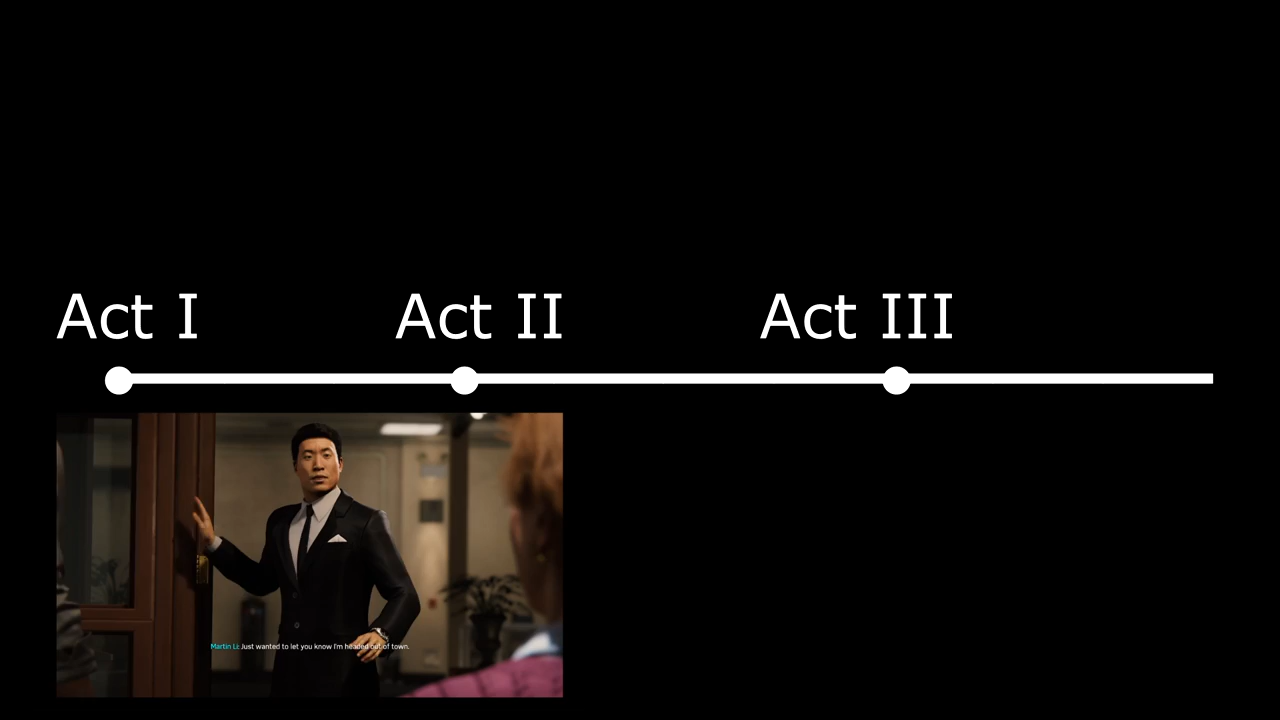 Act I
Act II
Act III
Martin Li: Just wanted to let you know I'm headed out of town.